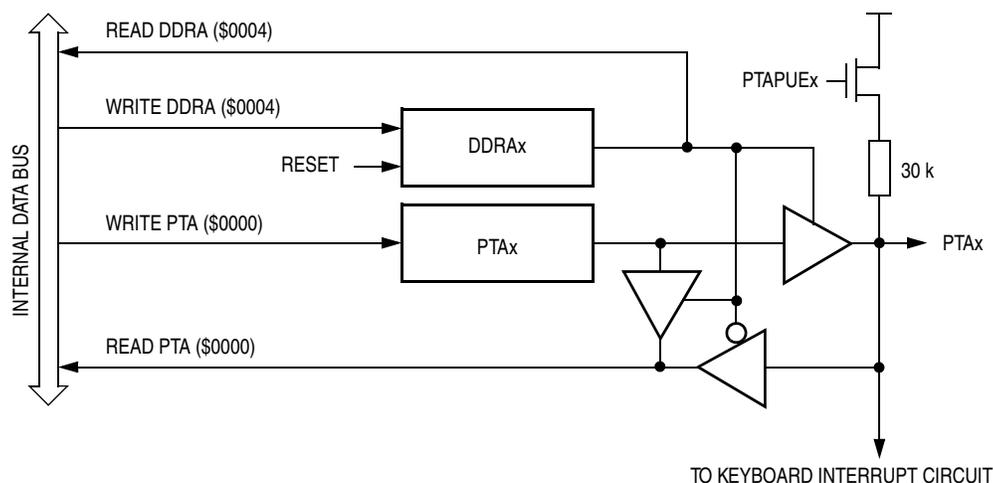 READ DDRA ($0004)
PTAPUEx
WRITE DDRA ($0004)
DDRAx
RESET
30 k
INTERNAL DATA BUS
WRITE PTA ($0000)
PTAx
PTAx
READ PTA ($0000)
TO KEYBOARD INTERRUPT CIRCUIT